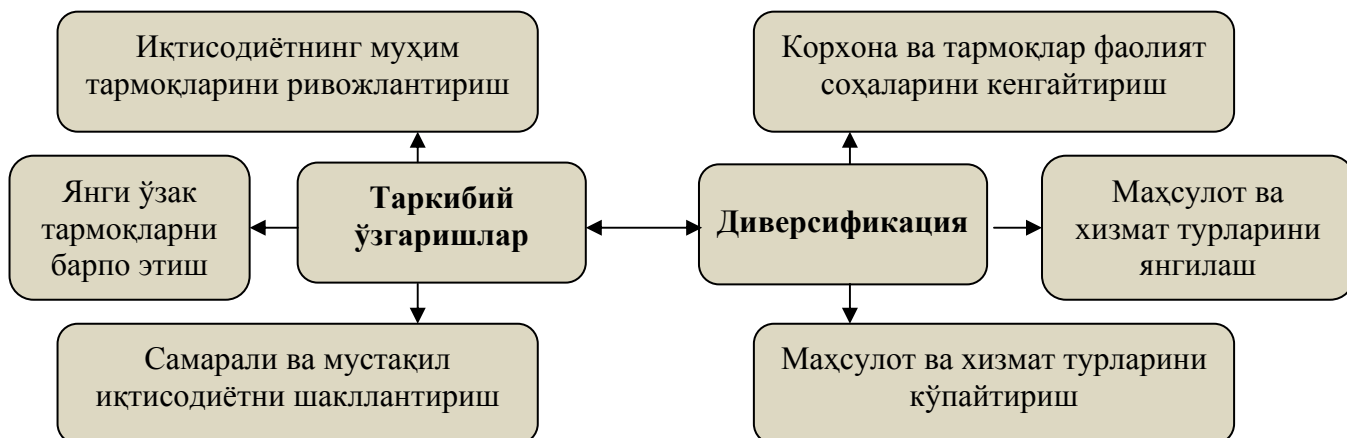 Иқтисодиётнинг муҳим
тармоқларини ривожлантириш
Корхона ва тармоқлар фаолият
соҳаларини кенгайтириш
Янги ўзак
тармоқларни
барпо этиш
Таркибий
ўзгаришлар
Диверсификация
Маҳсулот ва
хизмат турларини
янгилаш
Самарали ва мустақил
иқтисодиётни шакллантириш
Маҳсулот ва хизмат турларини
кўпайтириш